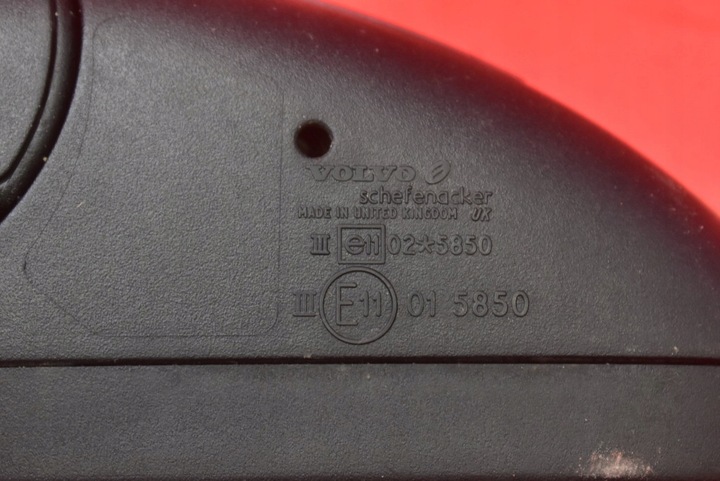 VOLVO
schefenacker
MADE IN UNITED KINGDOM UK
III e11 02*5850
III E11 01 5850